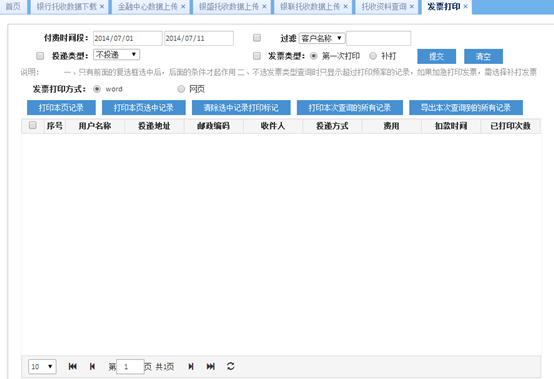 首页 银行托收数据下载 × 金融中心数据上传 × 银盛托收数据上传 × 银联托收数据上传 × 托收资料查询 × 发票打印 ×
付费时间段： 2014/07/01 2014/07/11 过滤 客户名称
投递类型： 不投递 发票类型： 第一次打印 补打 提交 清空
说明： 一、只有前面的复选框选中后，后面的条件才起作用 二、不选发票类型查询时只显示超过打印频率的记录，如果加急打印发票，需选择补打发票
发票打印方式： word 网页
打印本页记录 打印本页选中记录 清除选中记录打印标记 打印本次查询的所有记录 导出本次查询到的所有记录
序号 用户名称 投递地址 邮政编码 收件人 投递方式 费用 扣款时间 已打印次数
10 第 1 页 共1页